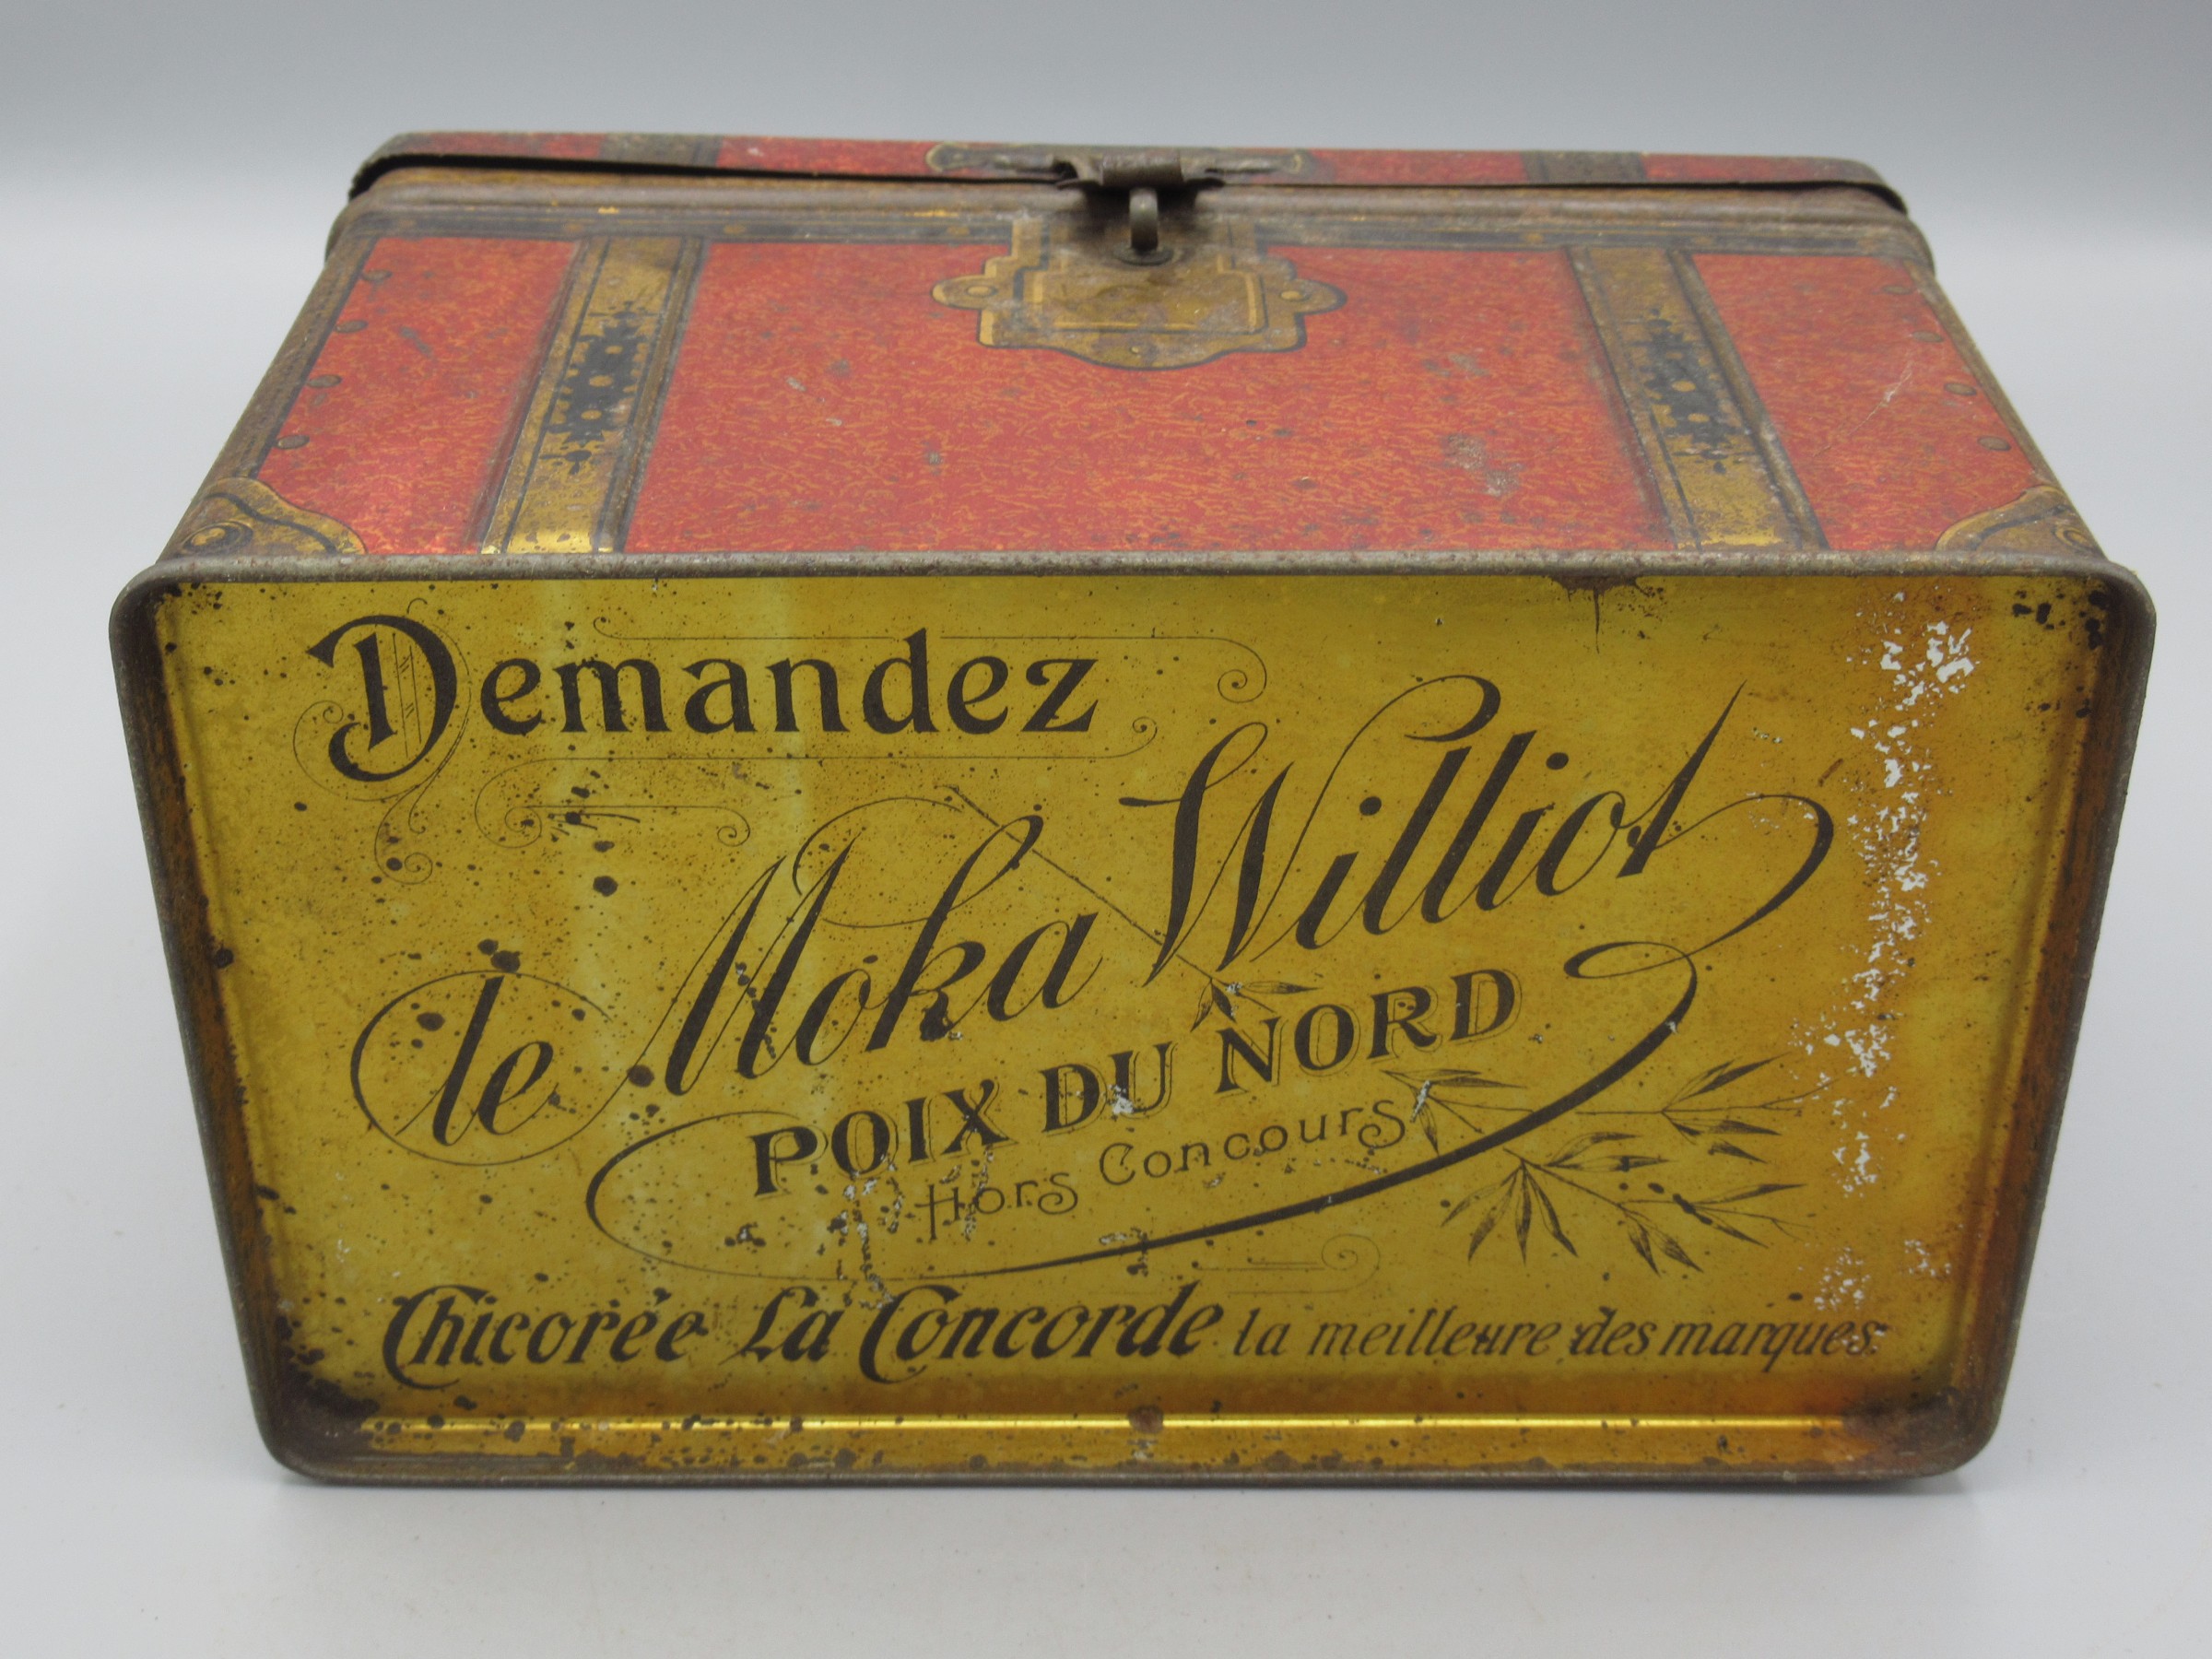 Demandez
le Moka Williot
POIX DU NORD
Hors Concours
Chicorée La Concorde la meilleure des marques.